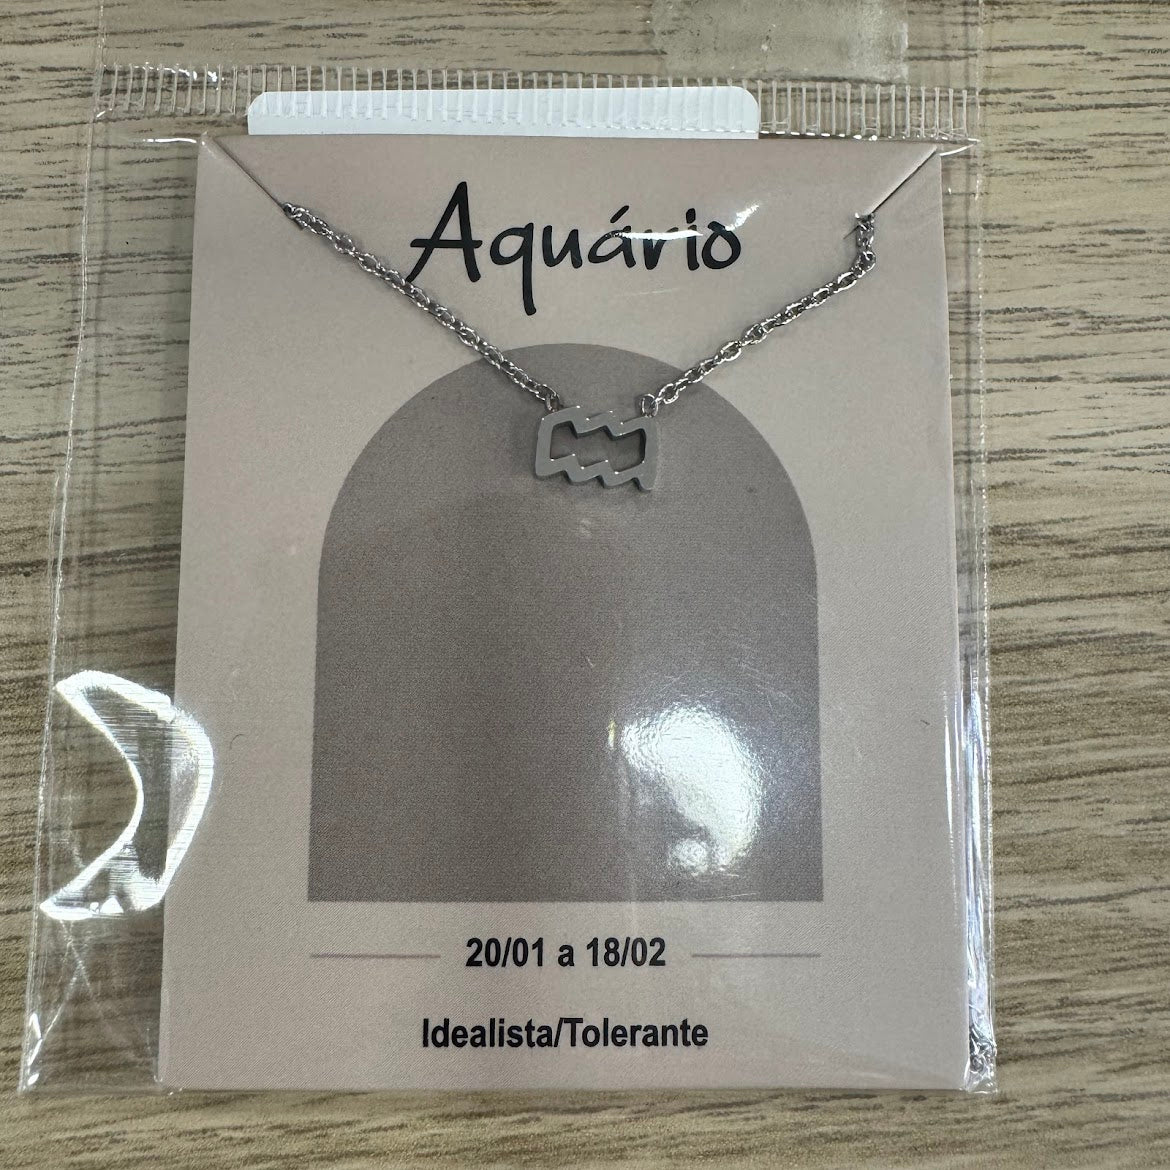 Aquário
20/01 a 18/02
Idealista/Tolerante